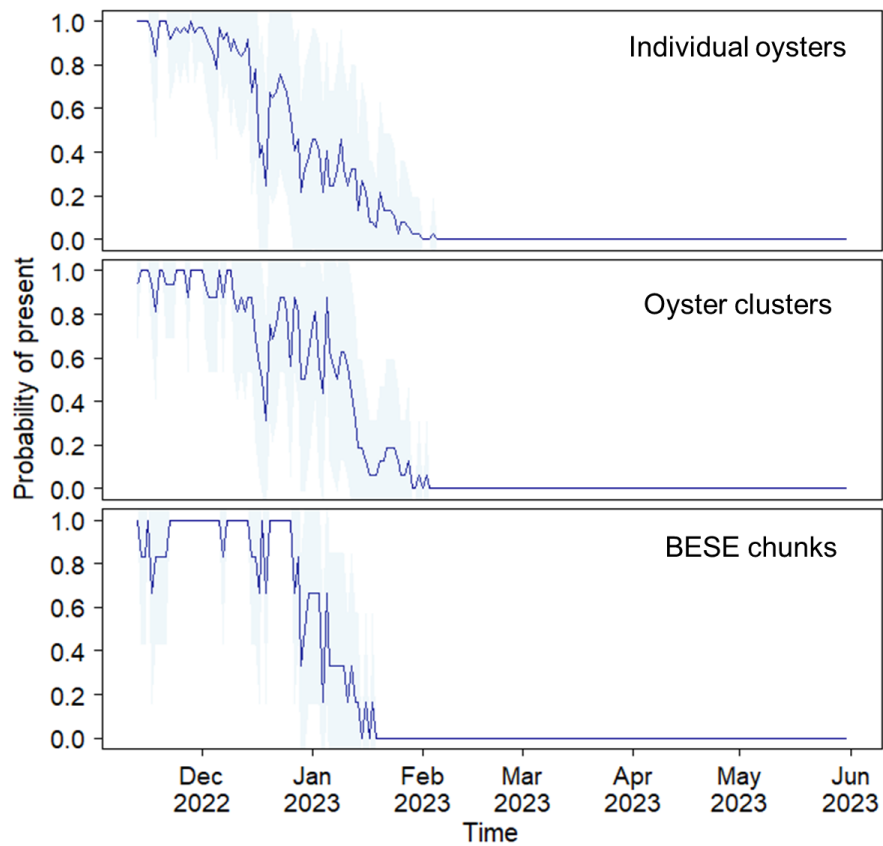 1.0
0.8
0.6
0.4
0.2
0.0
Individual oysters
Probability of present
1.0
0.8
0.6
0.4
0.2
0.0
Oyster clusters
1.0
0.8
0.6
0.4
0.2
0.0
BESE chunks
Dec Jan Feb Mar Apr May Jun
2022 2023 2023 2023 2023 2023 2023
Time